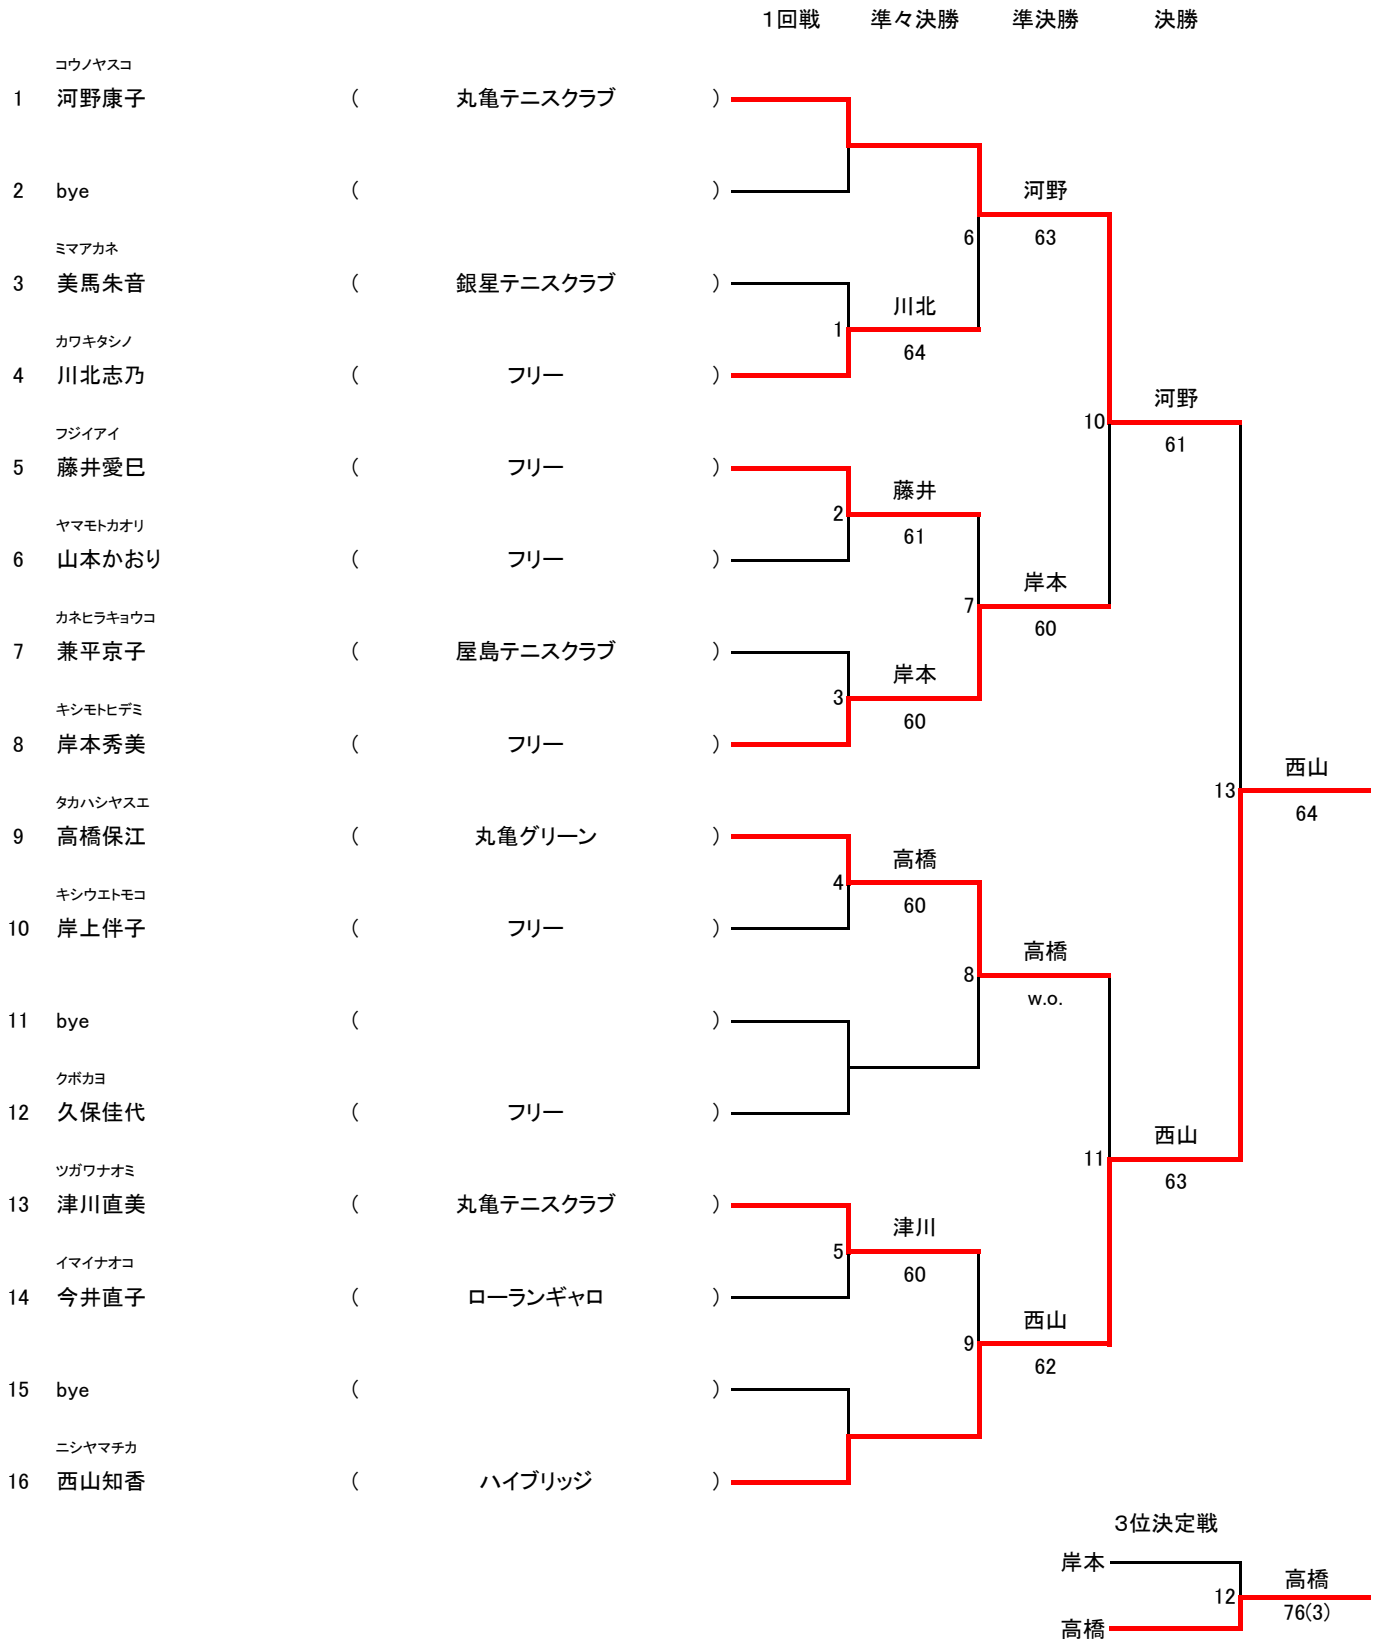 1回戦 準々決勝 準決勝 決勝
コウノヤスコ
1 河野康子 ( 丸亀テニスクラブ )
2 bye ( )
河野
6 63
ミマアカネ
3 美馬朱音 ( 銀星テニスクラブ )
川北
1 64
カワキタシノ
4 川北志乃 ( フリー )
河野
10 61
フジイアイ
5 藤井愛巳 ( フリー )
藤井
2 61
ヤマモトカオリ
6 山本かおり ( フリー )
岸本
7 60
カネヒラキョウコ
7 兼平京子 ( 屋島テニスクラブ )
岸本
3 60
キシモトヒデミ
8 岸本秀美 ( フリー )
西山
13 64
タカハシヤスエ
9 高橋保江 ( 丸亀グリーン )
高橋
4 60
キシウエトモコ
10 岸上伴子 ( フリー )
高橋
8 w.o.
11 bye ( )
クボカヨ
12 久保佳代 ( フリー )
西山
11 63
ツガワナオミ
13 津川直美 ( 丸亀テニスクラブ )
津川
5 60
イマイナオコ
14 今井直子 ( ローランギャロ )
西山
9 62
15 bye ( )
ニシヤマチカ
16 西山知香 ( ハイブリッジ )
3位決定戦
岸本
高橋
12 76(3)
高橋